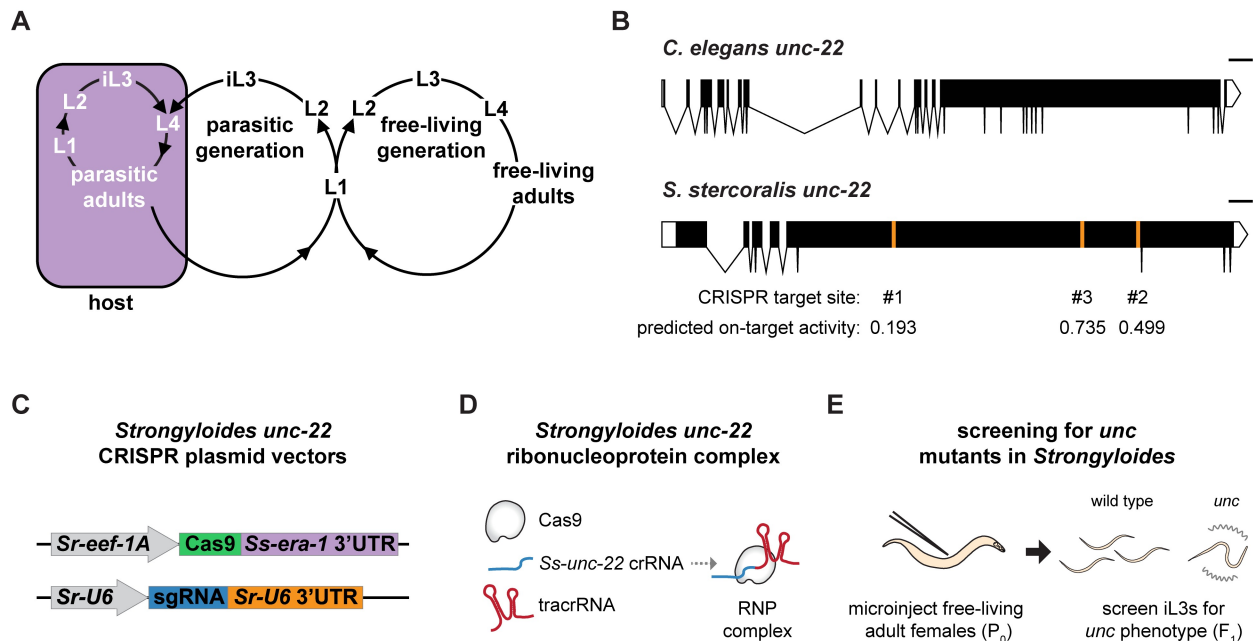 A
iL3
L2
L4
L1
parasitic
adults
host
iL3
L2
parasitic
generation
L1
L3
L2
L4
free-living
generation
free-living
adults
B
C. elegans unc-22
S. stercoralis unc-22
CRISPR target site: #1 #3 #2
predicted on-target activity: 0.193 0.735 0.499
C
Strongyloides unc-22
CRISPR plasmid vectors
Sr-eef-1A Cas9 Ss-era-1 3’UTR
Sr-U6 sgRNA Sr-U6 3’UTR
D
Strongyloides unc-22
ribonucleoprotein complex
Cas9
Ss-unc-22 crRNA
tracrRNA
RNP
complex
E
screening for unc
mutants in Strongyloides
wild type unc
microinject free-living
adult females (P0)
screen iL3s for
unc phenotype (F1)